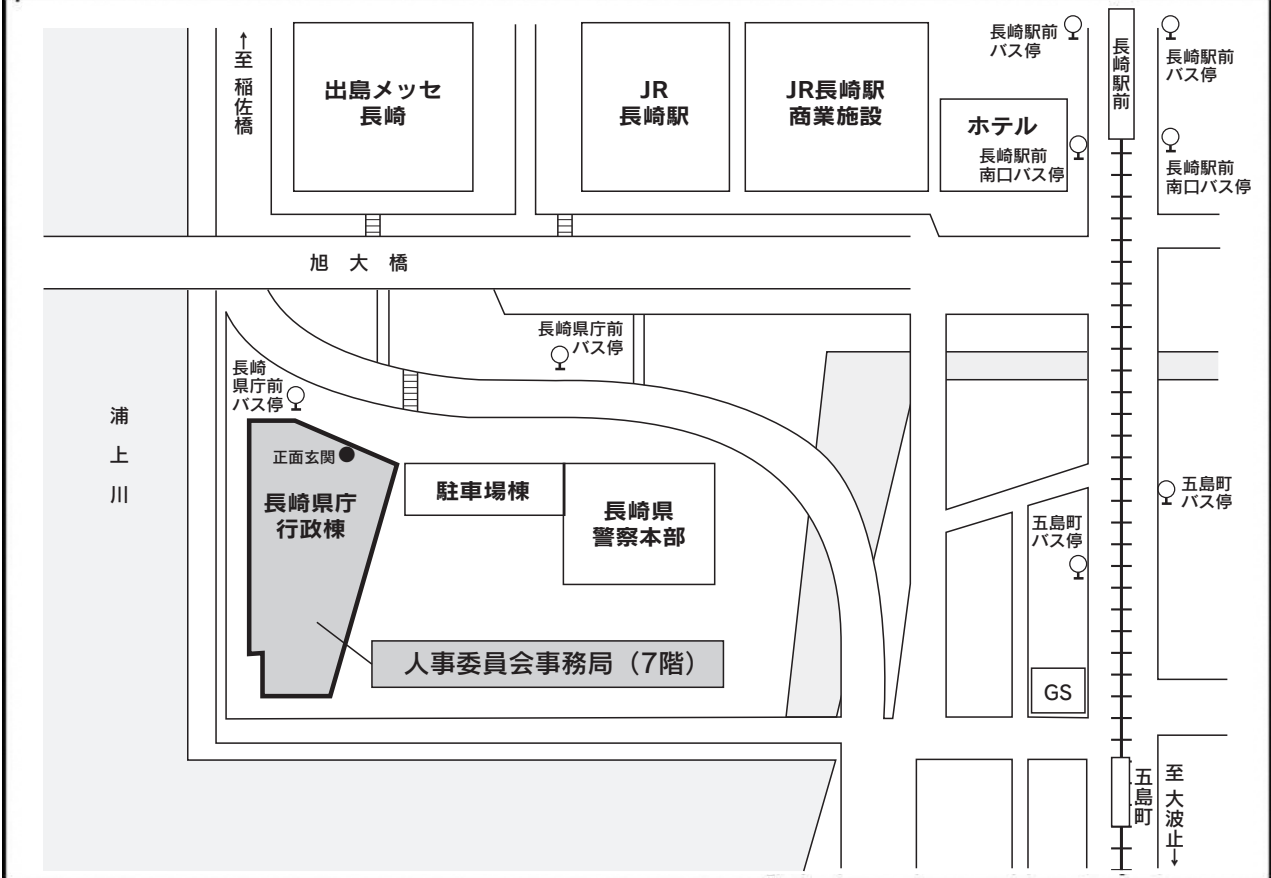 ↑至 稲佐橋
出島メッセ
長崎
JR
長崎駅
JR長崎駅
商業施設
長崎駅前
バス停
ホテル
長崎駅前
南口バス停
長崎駅前
長崎駅前
バス停
長崎駅前
南口バス停
旭大橋
長崎県庁前
バス停
長崎
県庁前
バス停
浦上川
正面玄関
長崎県庁
行政棟
駐車場棟
長崎県
警察本部
五島町
バス停
五島町
バス停
人事委員会事務局（7階）
GS
五島町
至 大波止→